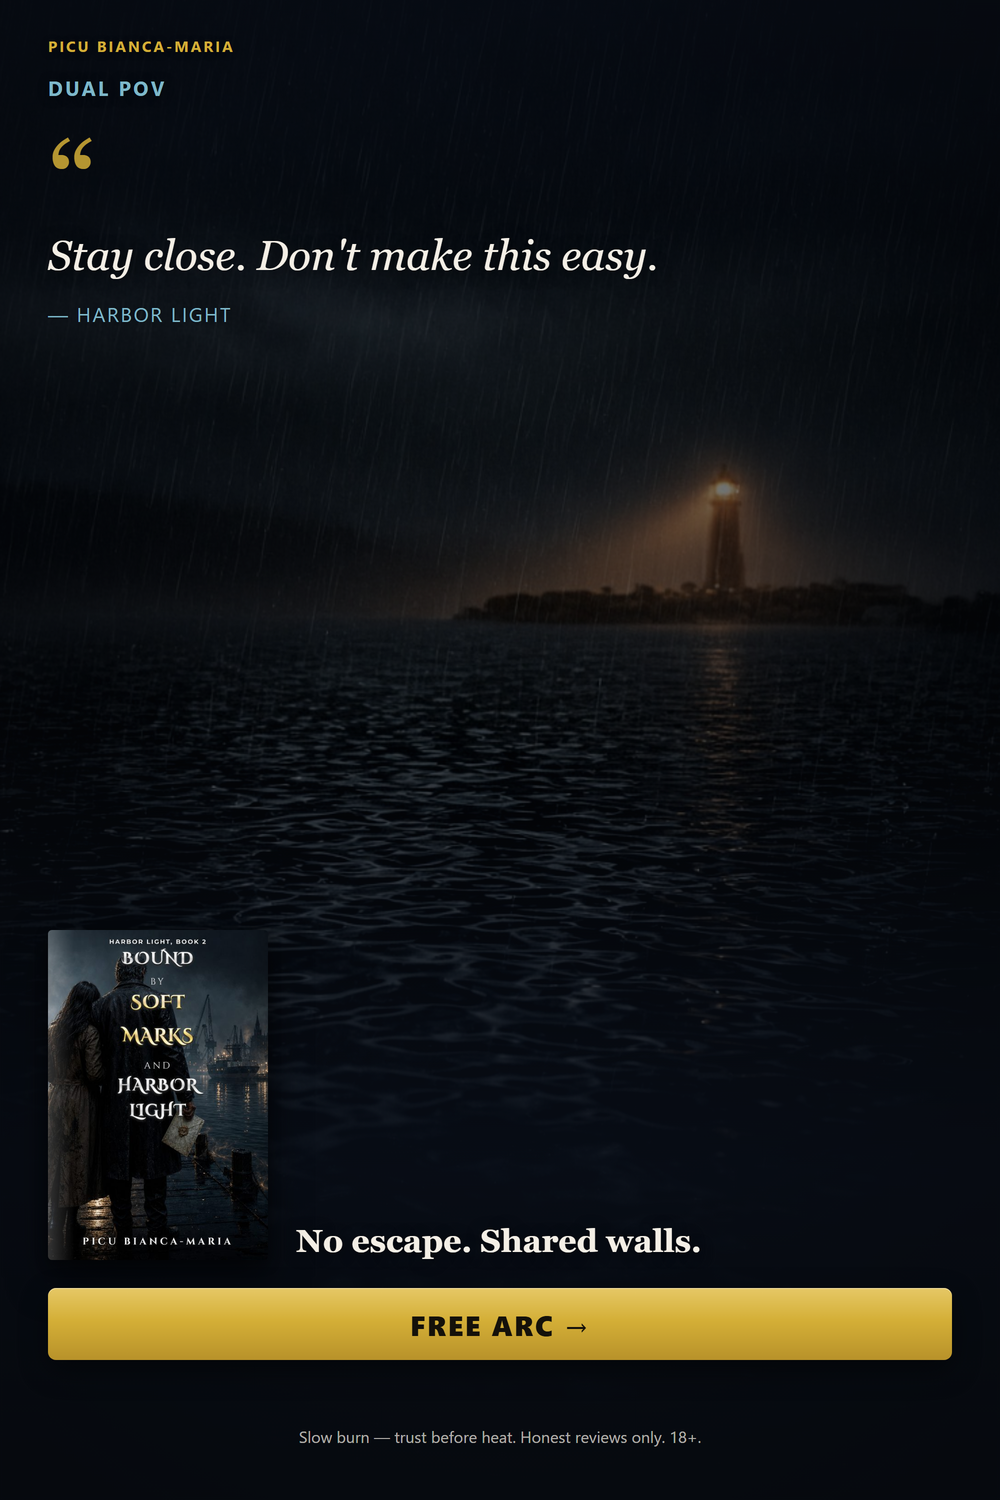 PICU BIANCA-MARIA
DUAL POV
“
Stay close. Don't make this easy.
— HARBOR LIGHT
HARBOR LIGHT, BOOK 2
BOUND
BY
SOFT
MARKS
AND
HARBOR
LIGHT
PICU BIANCA-MARIA
No escape. Shared walls.
FREE ARC →
Slow burn — trust before heat. Honest reviews only. 18+.